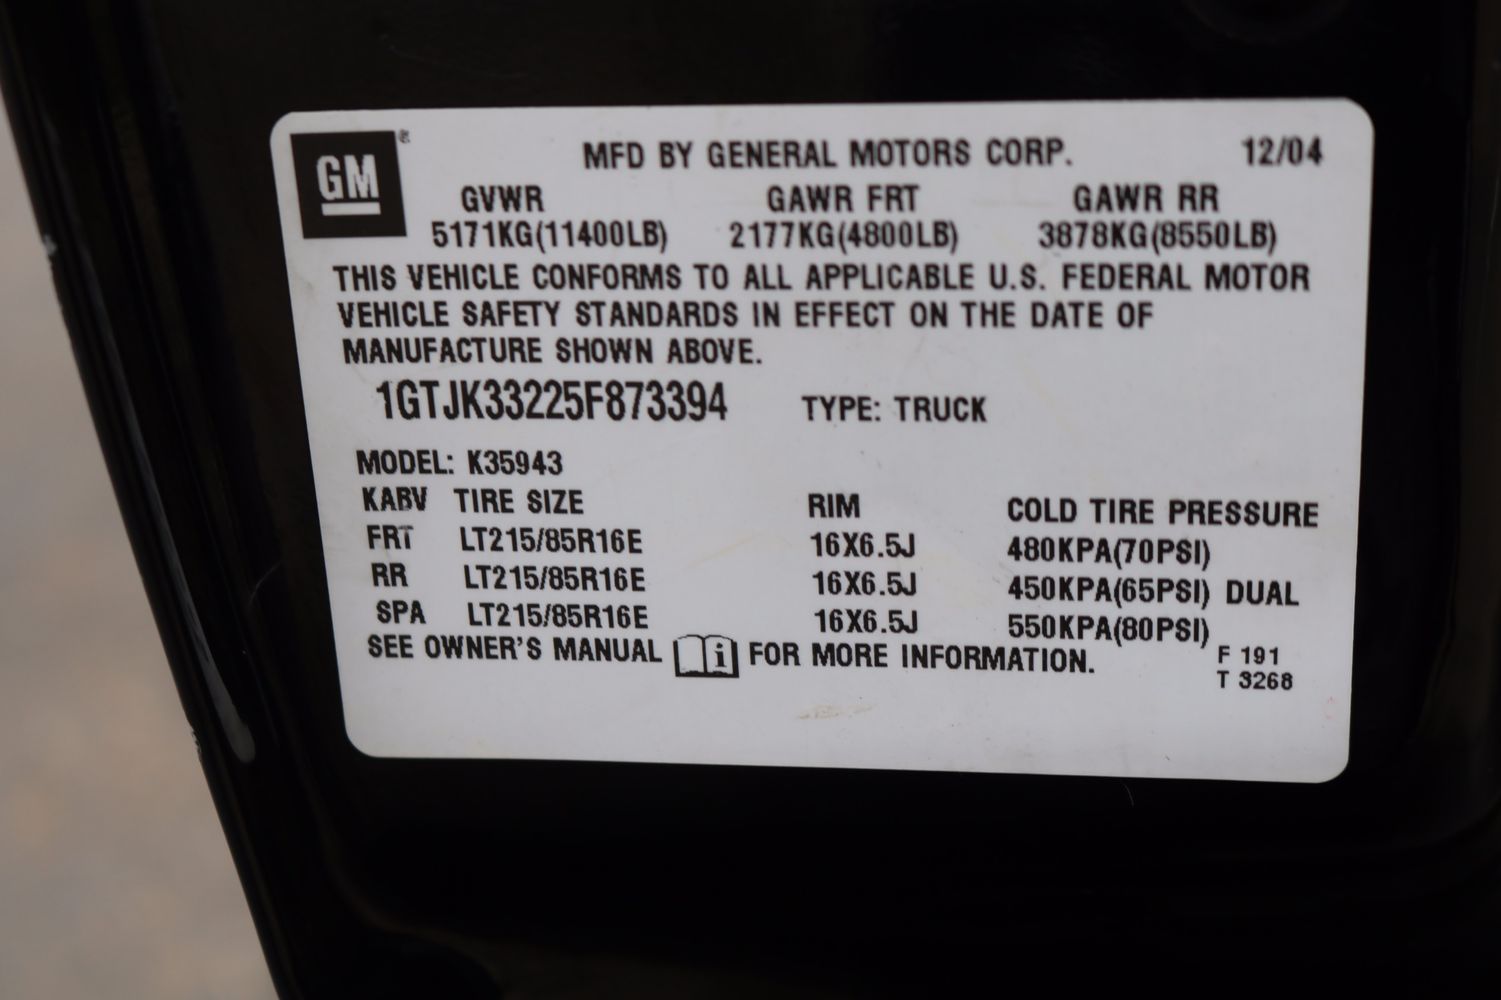 GM ®
MFD BY GENERAL MOTORS CORP. 12/04
GVWR GAWR FRT GAWR RR
5171KG(11400LB) 2177KG(4800LB) 3878KG(8550LB)
THIS VEHICLE CONFORMS TO ALL APPLICABLE U.S. FEDERAL MOTOR
VEHICLE SAFETY STANDARDS IN EFFECT ON THE DATE OF
MANUFACTURE SHOWN ABOVE.
1GTJK33225F873394 TYPE: TRUCK
MODEL: K35943
KABV TIRE SIZE RIM COLD TIRE PRESSURE
FRT LT215/85R16E 16X6.5J 480KPA(70PSI)
RR LT215/85R16E 16X6.5J 450KPA(65PSI) DUAL
SPA LT215/85R16E 16X6.5J 550KPA(80PSI)
SEE OWNER'S MANUAL i FOR MORE INFORMATION.
F 191
T 3268